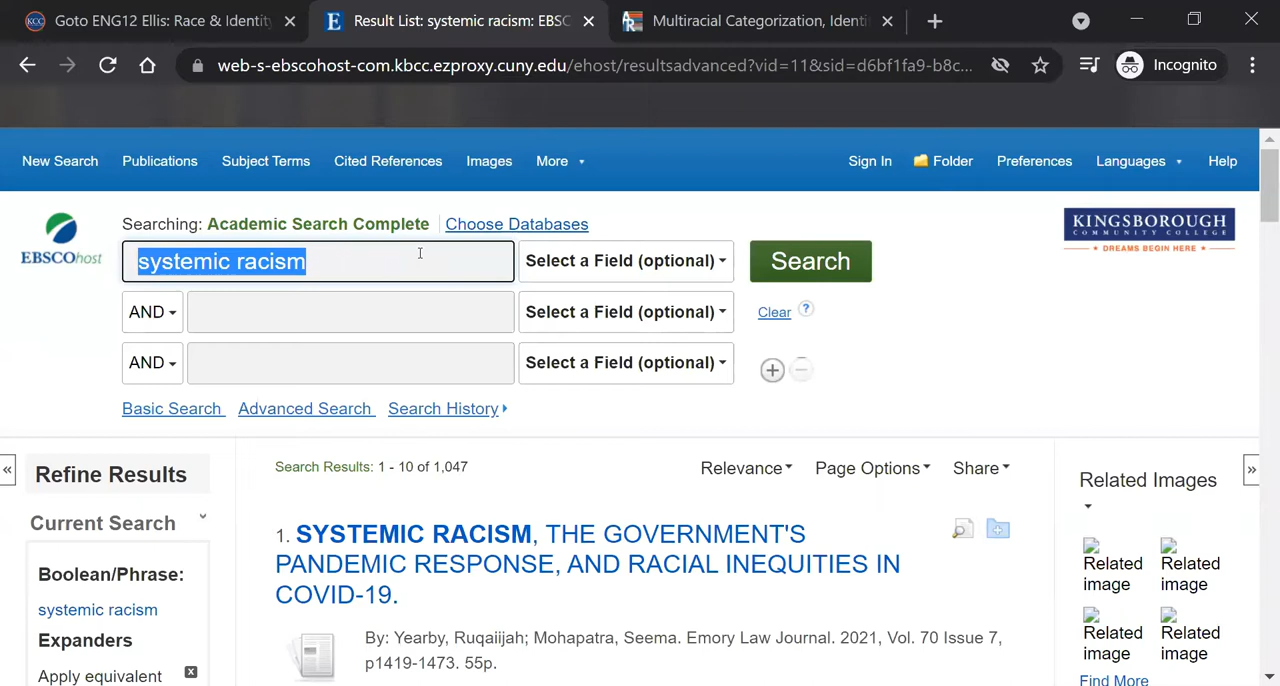 Goto ENG12 Ellis: Race & Identity
Result List: systemic racism: EBSC
Multiracial Categorization, Identi
web-s-ebscohost-com.kbcc.ezproxy.cuny.edu/ehost/resultsadvanced?vid=11&sid=d6bf1fa9-b8c...
Incognito
New Search Publications Subject Terms Cited References Images More Sign In Folder Preferences Languages Help
EBSCOhost
Searching: Academic Search Complete Choose Databases
KINGSBOROUGH
COMMUNITY COLLEGE
DREAMS BEGIN HERE
systemic racism Select a Field (optional) Search
AND Select a Field (optional) Clear ?
AND Select a Field (optional)
Basic Search Advanced Search Search History
Refine Results
Current Search
Boolean/Phrase:
systemic racism
Expanders
Apply equivalent
Search Results: 1 - 10 of 1,047 Relevance Page Options Share
1. SYSTEMIC RACISM, THE GOVERNMENT'S
PANDEMIC RESPONSE, AND RACIAL INEQUITIES IN
COVID-19.
By: Yearby, Ruqaiijah; Mohapatra, Seema. Emory Law Journal. 2021, Vol. 70 Issue 7,
p1419-1473. 55p.
Related Images
Related image
Related image
Related image
Related image
Find More